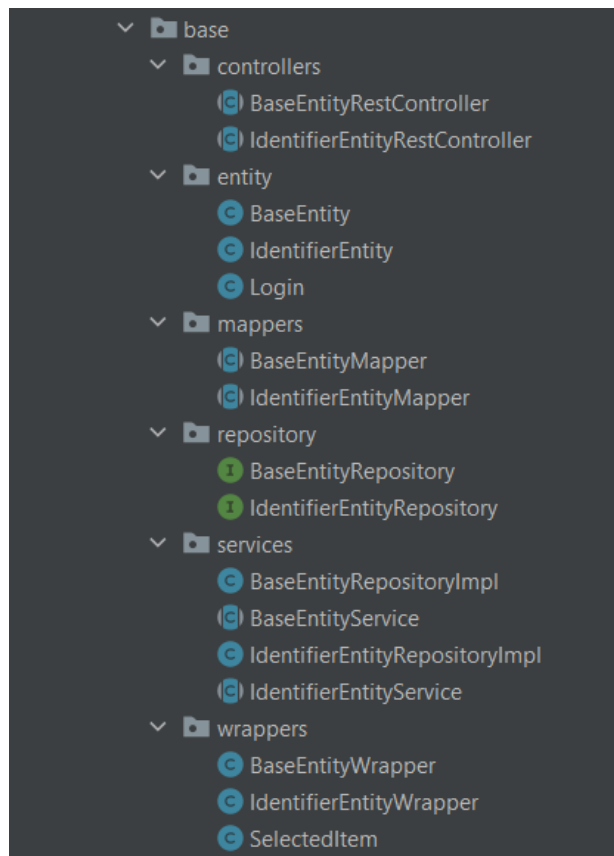 base
controllers
BaseEntityRestController
IdentifierEntityRestController
entity
BaseEntity
IdentifierEntity
Login
mappers
BaseEntityMapper
IdentifierEntityMapper
repository
BaseEntityRepository
IdentifierEntityRepository
services
BaseEntityRepositoryImpl
BaseEntityService
IdentifierEntityRepositoryImpl
IdentifierEntityService
wrappers
BaseEntityWrapper
IdentifierEntityWrapper
SelectedItem